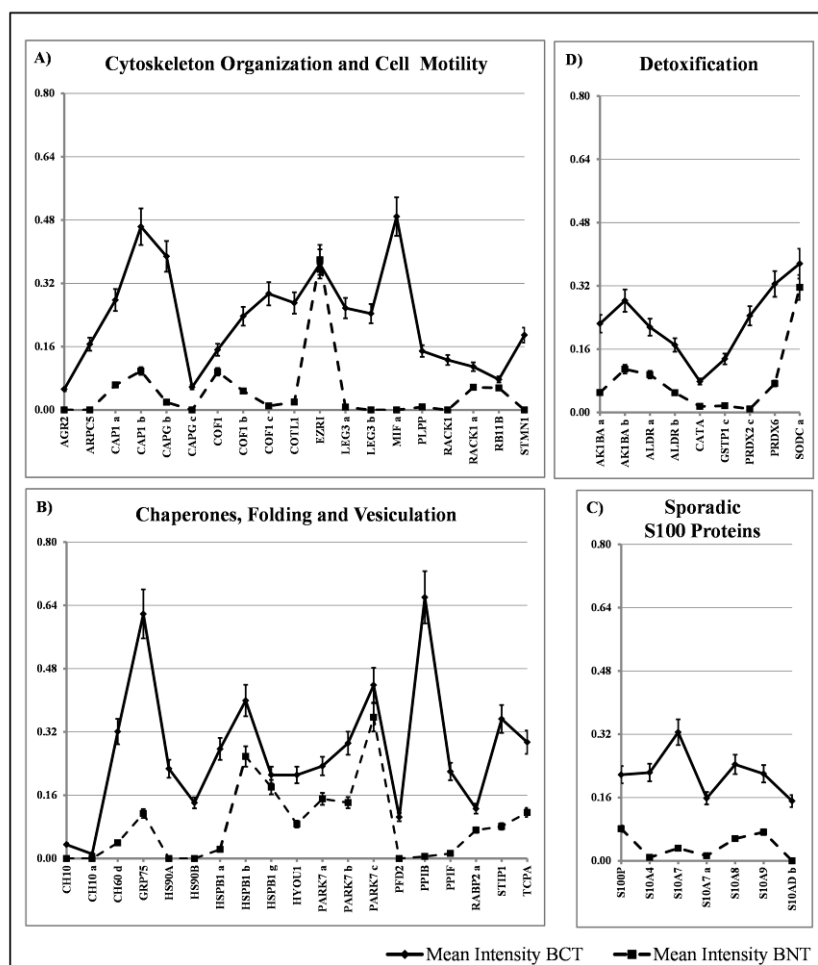 A)
Cytoskeleton Organization and Cell Motility
0.80
0.64
0.48
0.32
0.16
0.00
AGR2
ARPC5
CAP1 a
CAP1 b
CAPG b
CAPG c
COF1
COF1 b
COF1 c
COTL1
EZRI
LEG3 a
LEG3 b
MIF a
PLPP
RACK1
RACK1 a
RB11B
STMN1
D)
Detoxification
0.80
0.64
0.48
0.32
0.16
0.00
AK1BA a
AK1BA b
ALDR a
ALDR b
CATA
GSTP1 c
PRDX2 c
PRDX6
SODC a
B)
Chaperones, Folding and Vesiculation
0.80
0.64
0.48
0.32
0.16
0.00
CH10
CH10 a
CH60 d
GRP75
HS90A
HS90B
HSPB1 a
HSPB1 b
HSPB1 g
HYOU1
PARK7 a
PARK7 b
PARK7 c
PFD2
PPIB
PPIF
RABP2 a
STIP1
TCPA
C)
Sporadic
S100 Proteins
0.80
0.64
0.48
0.32
0.16
0.00
S100P
S10A4
S10A7
S10A7 a
S10A8
S10A9
S10AD b
Mean Intensity BCT
Mean Intensity BNT